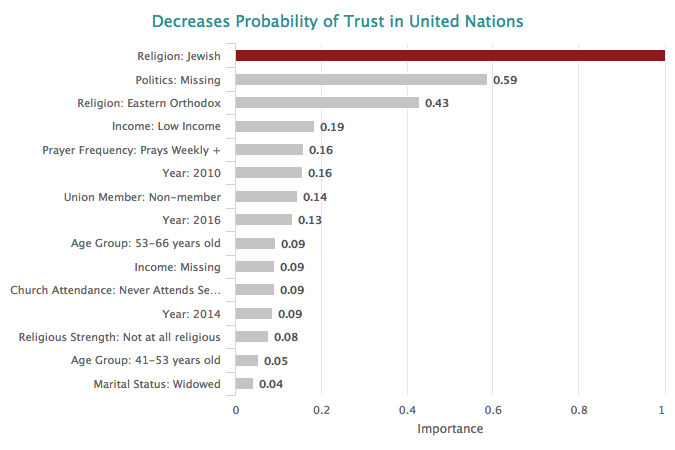 Decreases Probability of Trust in United Nations
Religion: Jewish
Politics: Missing 0.59
Religion: Eastern Orthodox 0.43
Income: Low Income 0.19
Prayer Frequency: Prays Weekly + 0.16
Year: 2010 0.16
Union Member: Non-member 0.14
Year: 2016 0.13
Age Group: 53-66 years old 0.09
Income: Missing 0.09
Church Attendance: Never Attends Se... 0.09
Year: 2014 0.09
Religious Strength: Not at all religious 0.08
Age Group: 41-53 years old 0.05
Marital Status: Widowed 0.04
0 0.2 0.4 0.6 0.8 1
Importance